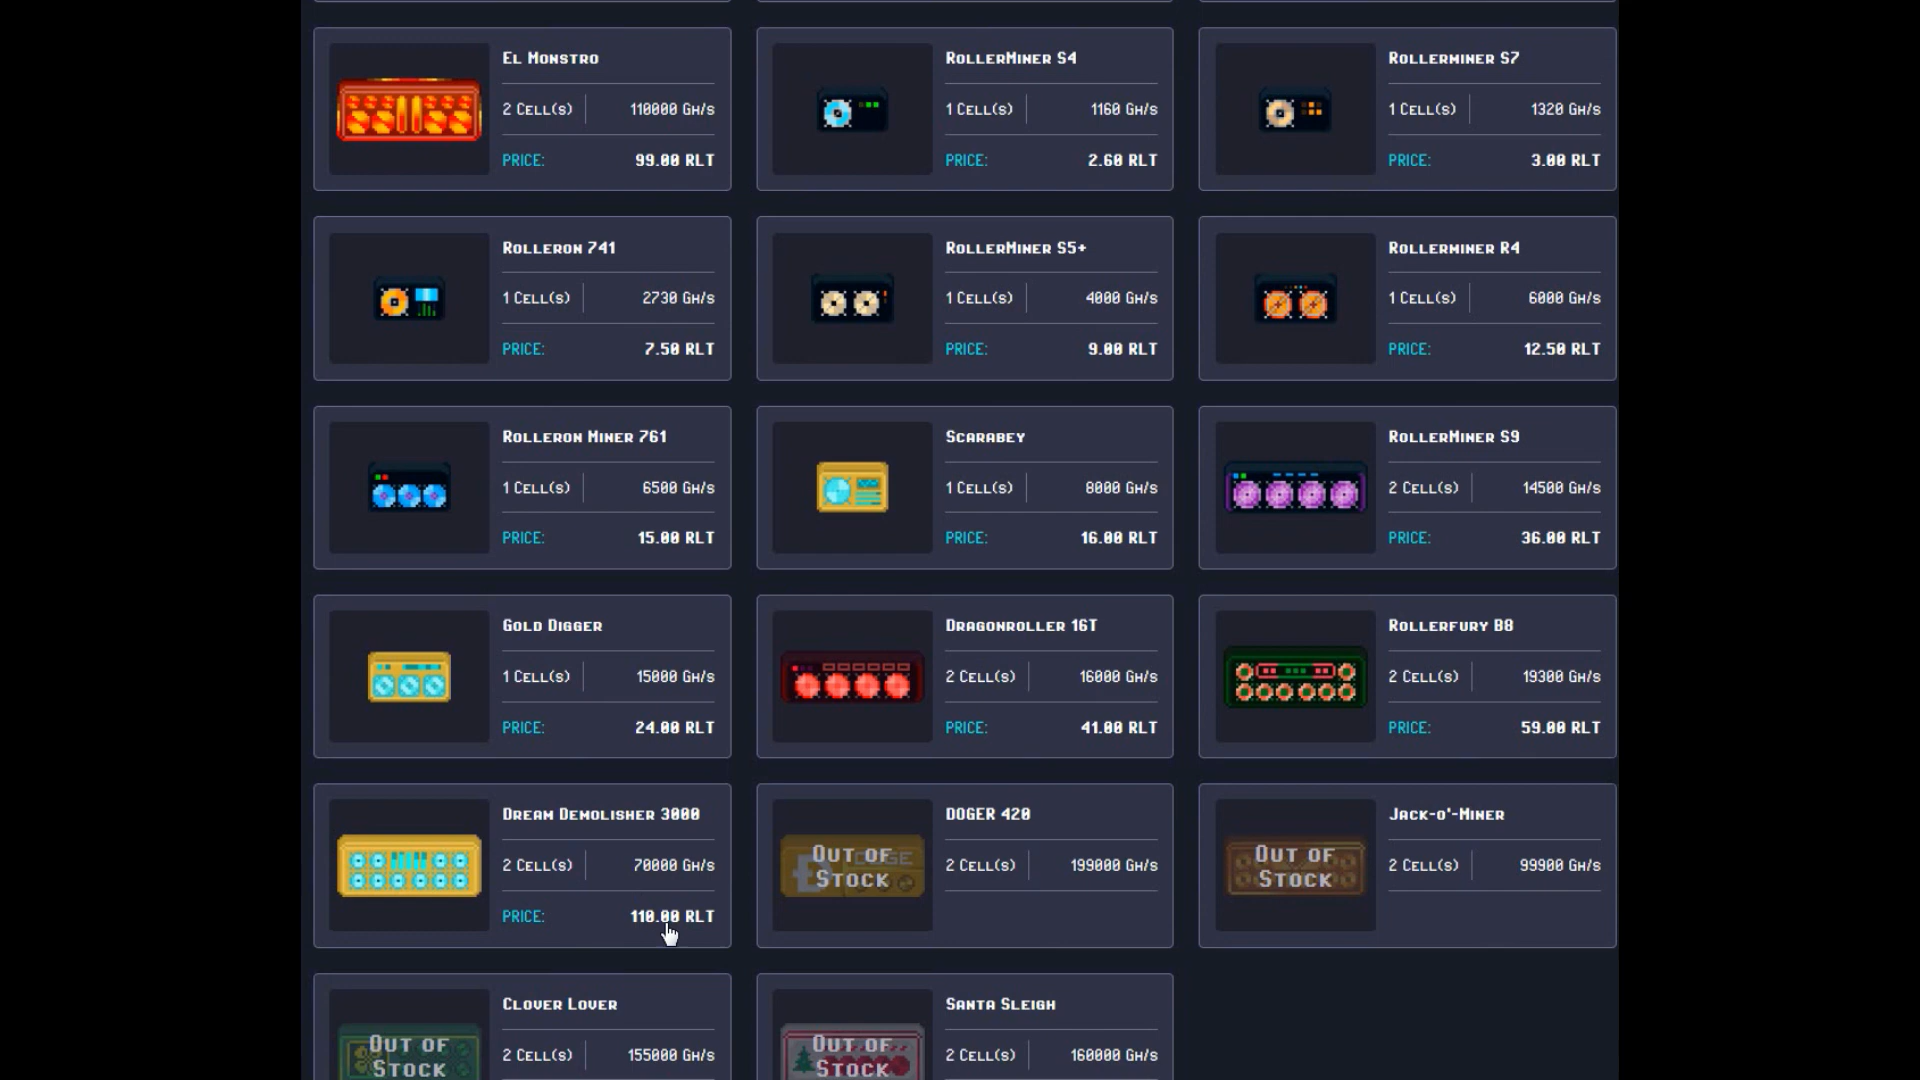 El Monstro
2 Cell(s) 110000 Gh/s
PRICE: 99.00 RLT
RollerMiner S4
1 Cell(s) 1160 Gh/s
PRICE: 2.60 RLT
Rollerminer S7
1 Cell(s) 1320 Gh/s
PRICE: 3.00 RLT
Rolleron 741
1 Cell(s) 2730 Gh/s
PRICE: 7.50 RLT
RollerMiner S5+
1 Cell(s) 4000 Gh/s
PRICE: 9.00 RLT
Rollerminer R4
1 Cell(s) 6000 Gh/s
PRICE: 12.50 RLT
Rolleron Miner 761
1 Cell(s) 6500 Gh/s
PRICE: 15.00 RLT
Scarabey
1 Cell(s) 8000 Gh/s
PRICE: 16.00 RLT
RollerMiner S9
2 Cell(s) 14500 Gh/s
PRICE: 36.00 RLT
Gold Digger
1 Cell(s) 15000 Gh/s
PRICE: 24.00 RLT
Dragonroller 16T
2 Cell(s) 16000 Gh/s
PRICE: 41.00 RLT
Rollerfury B8
2 Cell(s) 19300 Gh/s
PRICE: 59.00 RLT
Dream Demolisher 3000
2 Cell(s) 70000 Gh/s
PRICE: 110.00 RLT
Out of
Stock
DOGER 420
2 Cell(s) 199000 Gh/s
Out of
Stock
Jack-o'-Miner
2 Cell(s) 99900 Gh/s
Out of
Stock
Clover Lover
2 Cell(s) 155000 Gh/s
Out of
Stock
Santa Sleigh
2 Cell(s) 160000 Gh/s